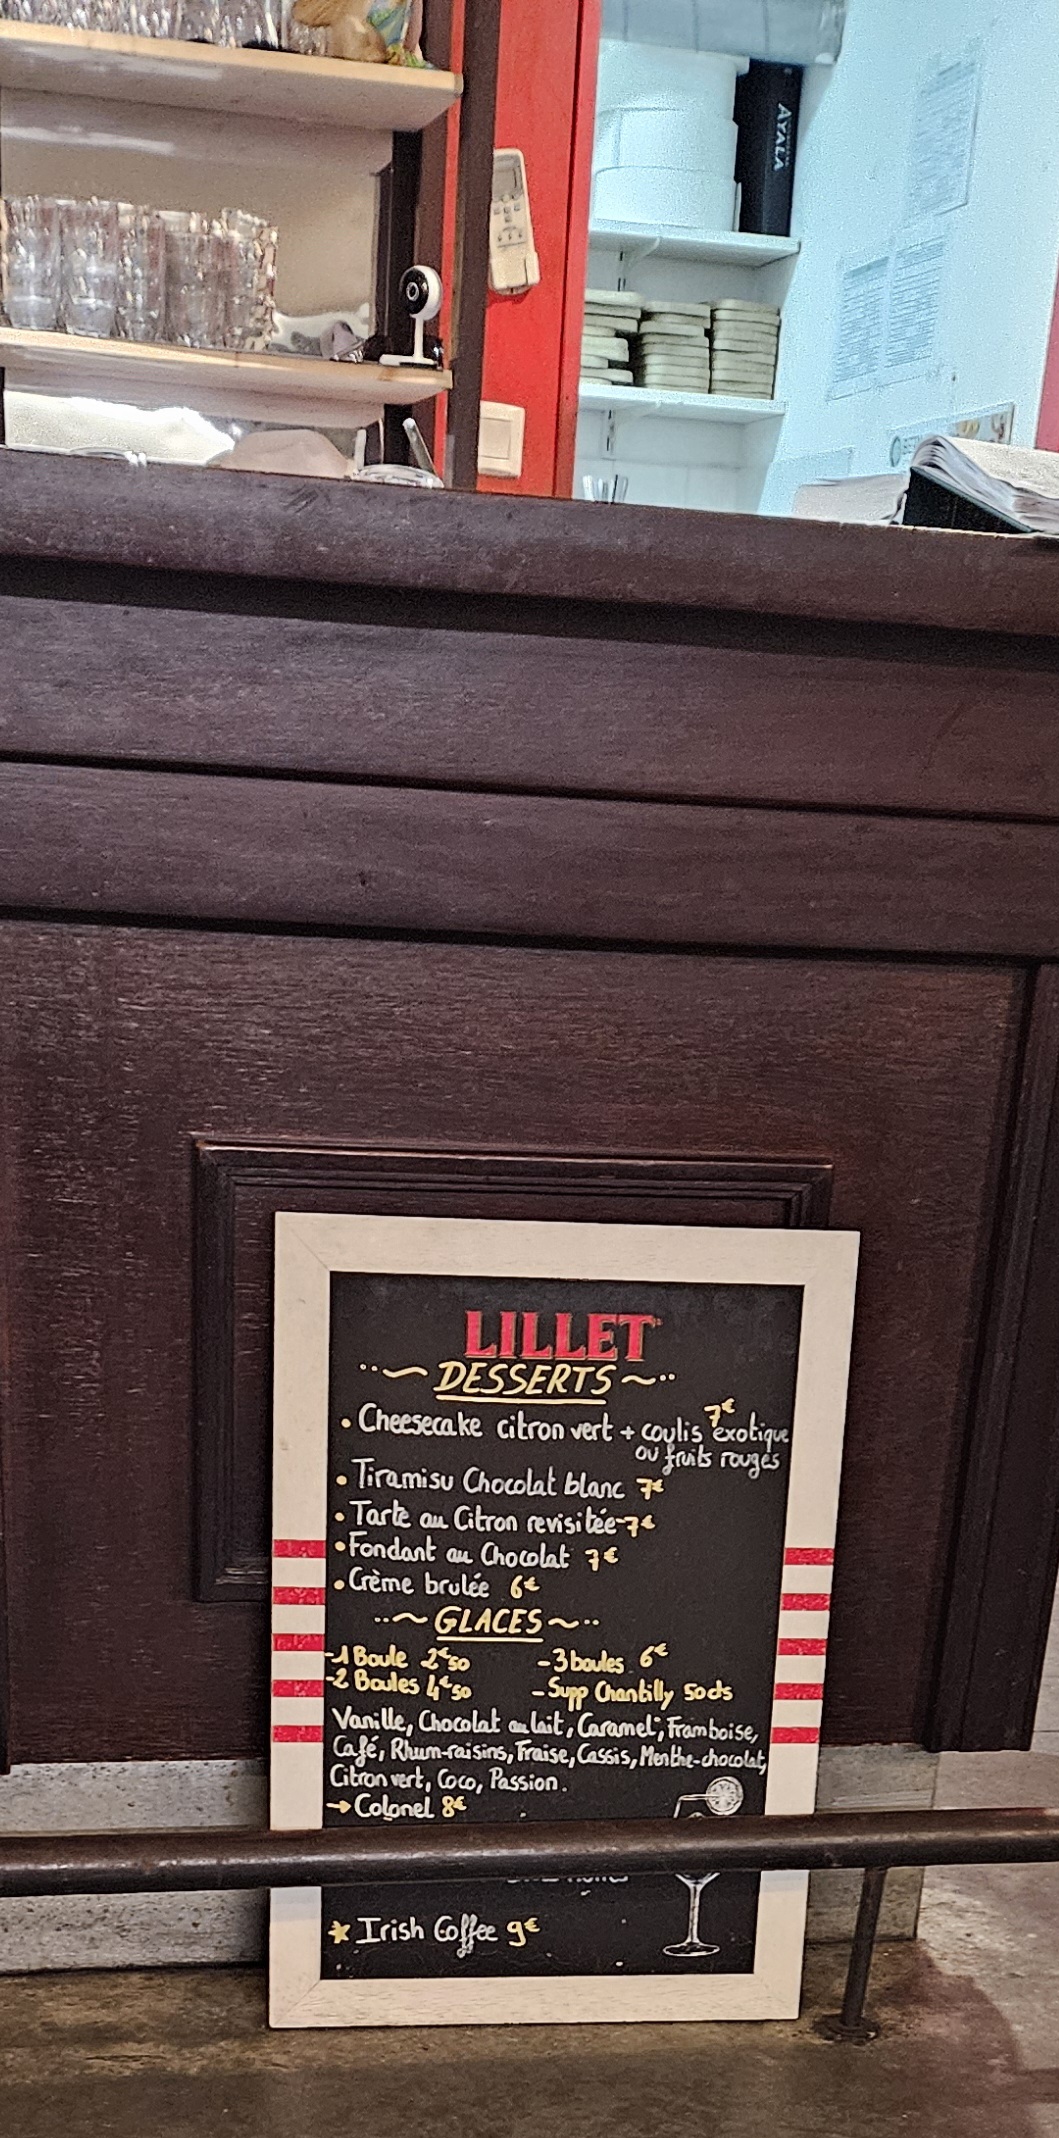 AYALA
LILLET
DESSERTS
• Cheesecake citron vert + coulis exotique 7€
ou fruits rouges
• Tiramisu Chocolat blanc 7€
• Tarte au Citron revisitée - 7€
• Fondant au Chocolat 7€
• Crème brulée 6€
GLACES
-1 Boule 2€50 -3 boules 6€
-2 Boules 4€50 -Supp Chantilly 50cts
Vanille, Chocolat au lait, Caramel, Framboise,
Café, Rhum-raisins, Fraise, Cassis, Menthe-chocolat,
Citron vert, Coco, Passion.
→ Colonel 8€
Irish Coffee 9€